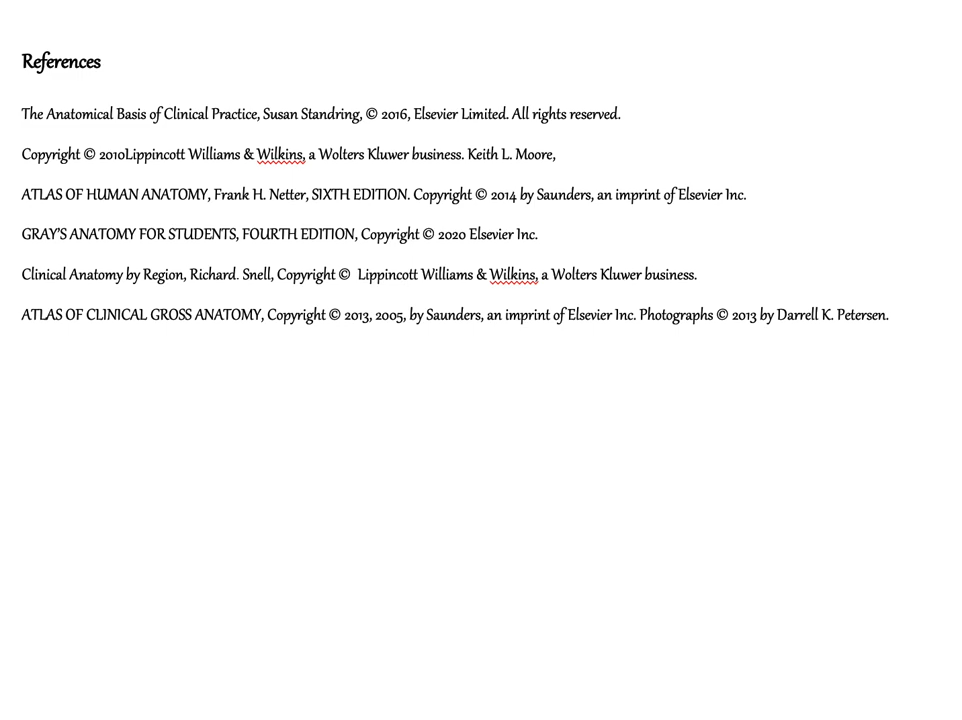 References
The Anatomical Basis of Clinical Practice, Susan Standring, © 2016, Elsevier Limited. All rights reserved.
Copyright © 2010Lippincott Williams & Wilkins, a Wolters Kluwer business. Keith L. Moore,
ATLAS OF HUMAN ANATOMY, Frank H. Netter, SIXTH EDITION. Copyright © 2014 by Saunders, an imprint of Elsevier Inc.
GRAY'S ANATOMY FOR STUDENTS, FOURTH EDITION, Copyright © 2020 Elsevier Inc.
Clinical Anatomy by Region, Richard. Snell, Copyright ©  Lippincott Williams & Wilkins, a Wolters Kluwer business.
ATLAS OF CLINICAL GROSS ANATOMY, Copyright © 2013, 2005, by Saunders, an imprint of Elsevier Inc. Photographs © 2013 by Darrell K. Petersen.